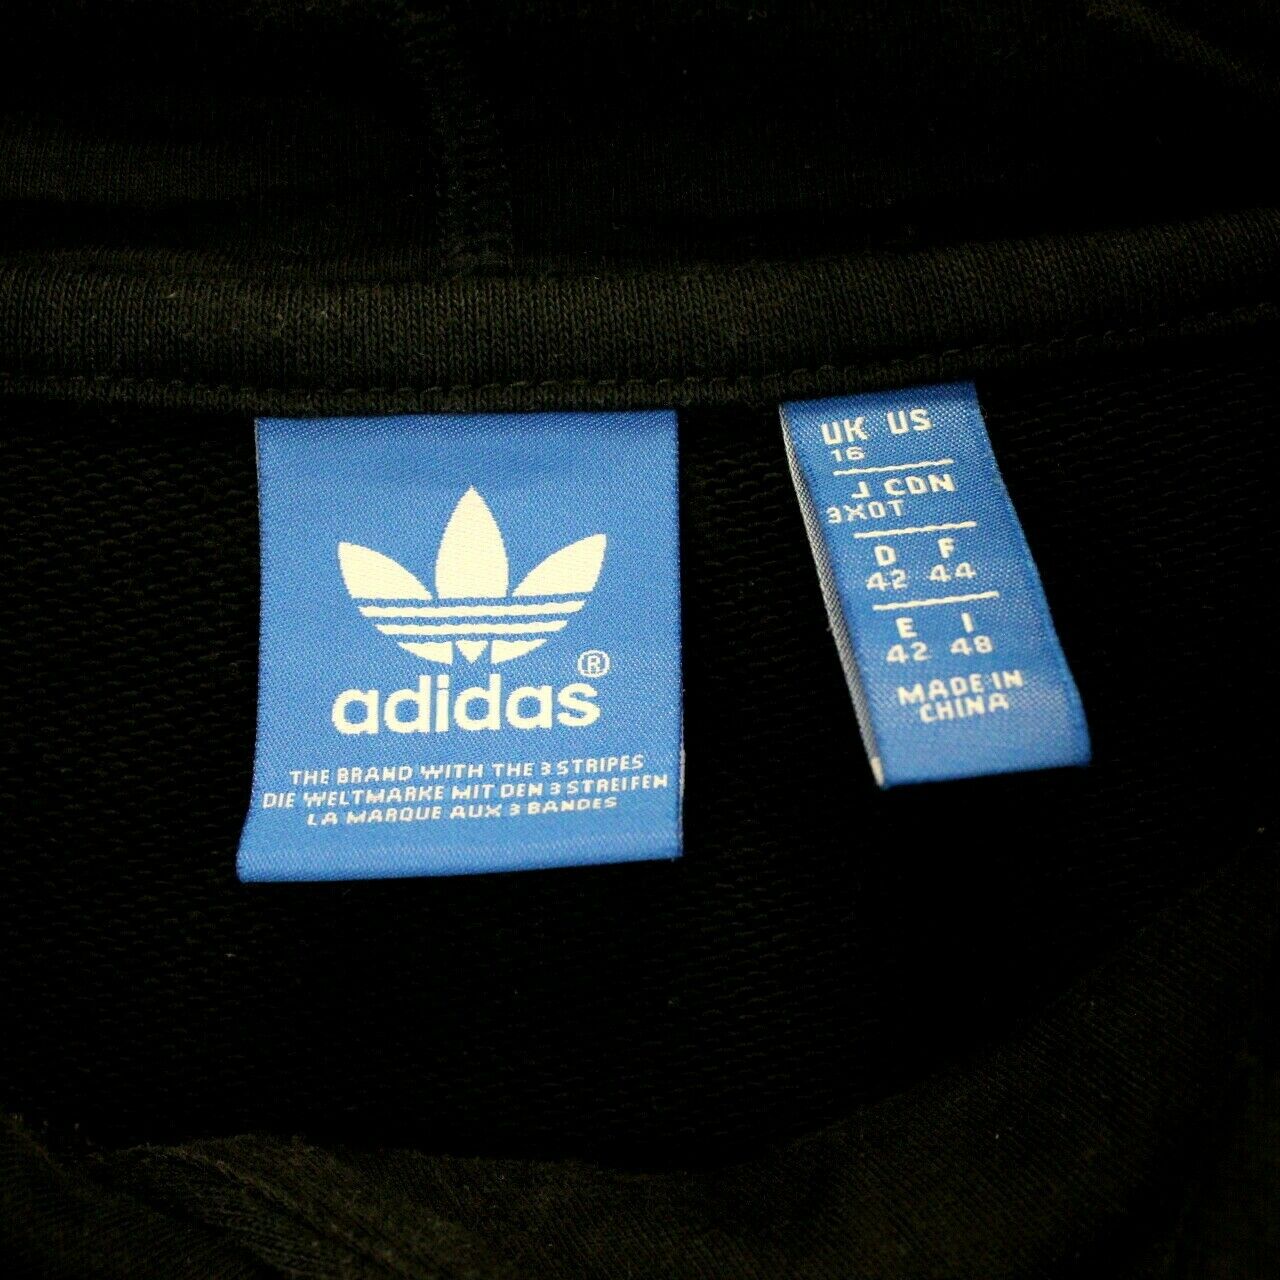 ®
adidas
THE BRAND WITH THE 3 STRIPES
DIE WELTMARKE MIT DEN 3 STREIFEN
LA MARQUE AUX 3 BANDES
UK US
16
J CDN
3XOT
D F
42 44
E I
42 48
MADE IN
CHINA